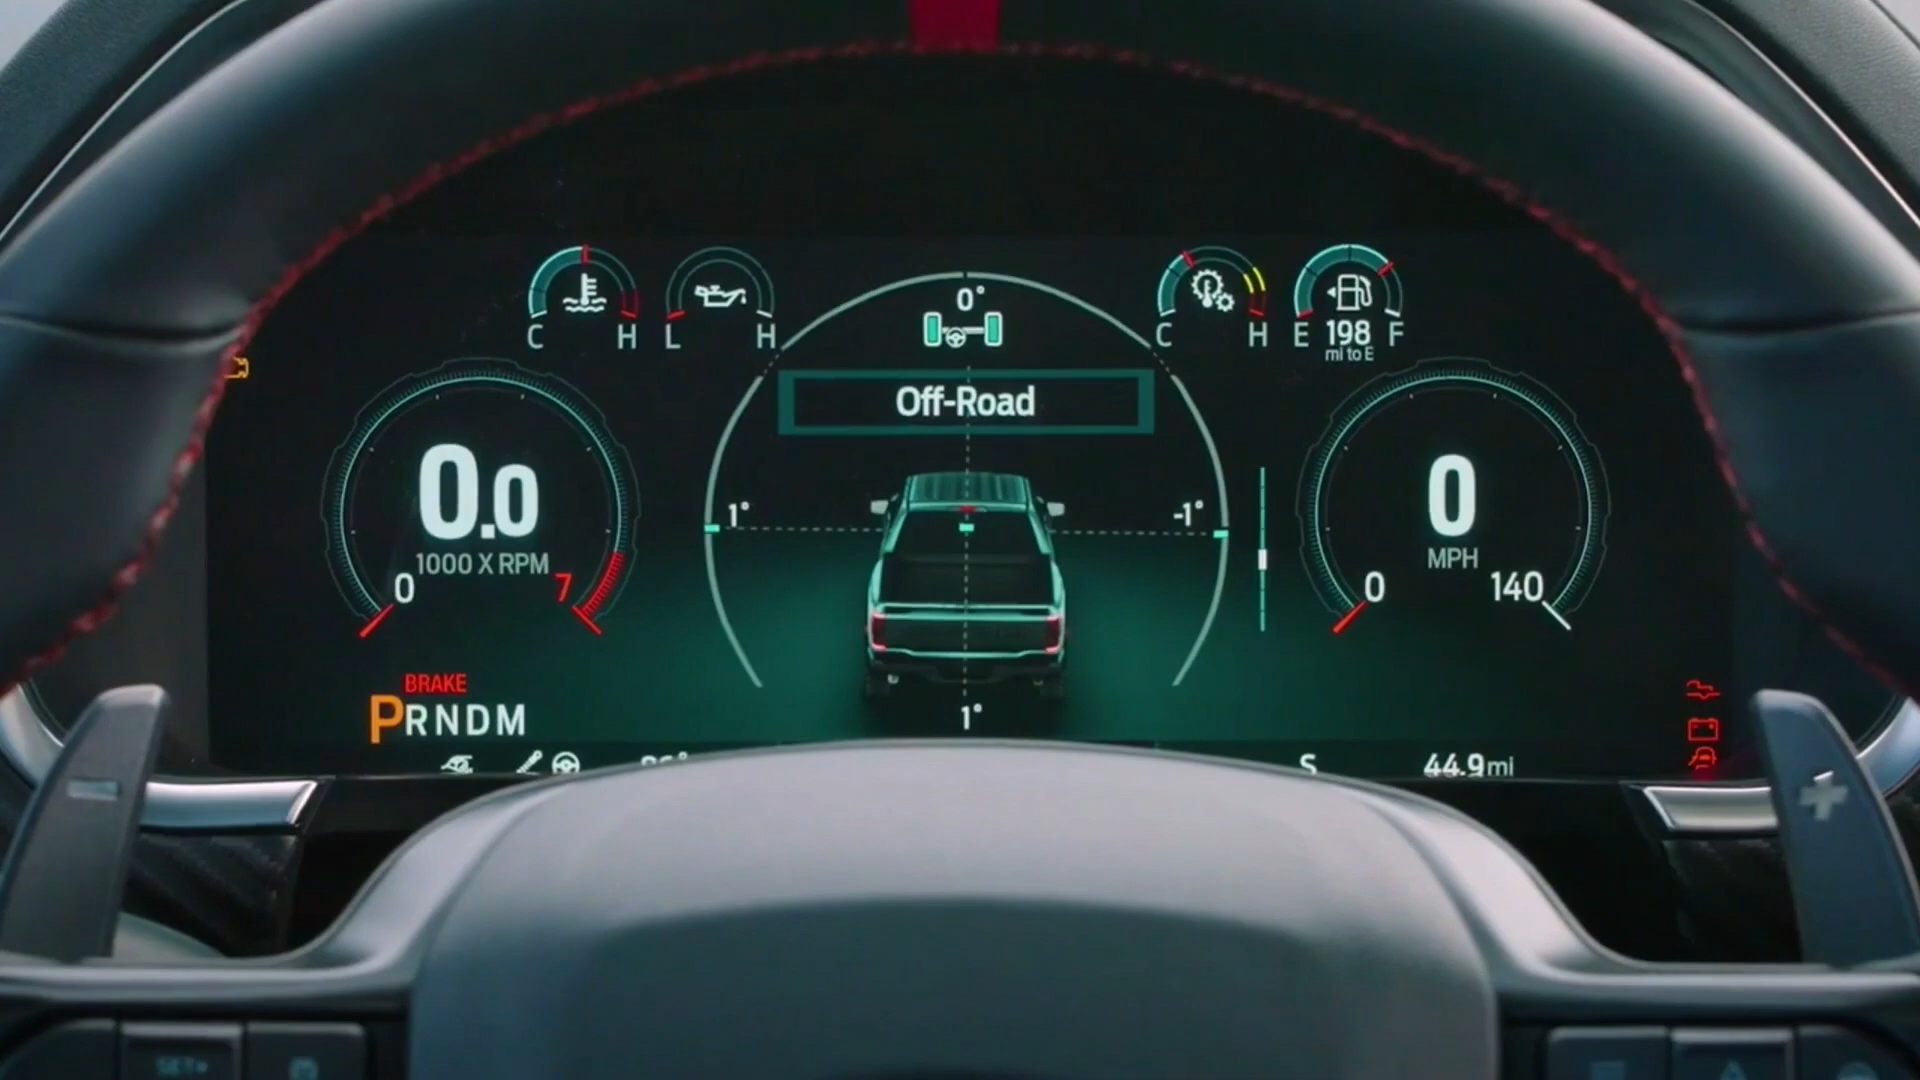 0°
C H
L H
C H
E 198 F
mi to E
Off-Road
0.0
1000 X RPM
0 7
1° -1°
0
MPH
0 140
BRAKE
PRNDM
1°
S
44.9mi
SET+